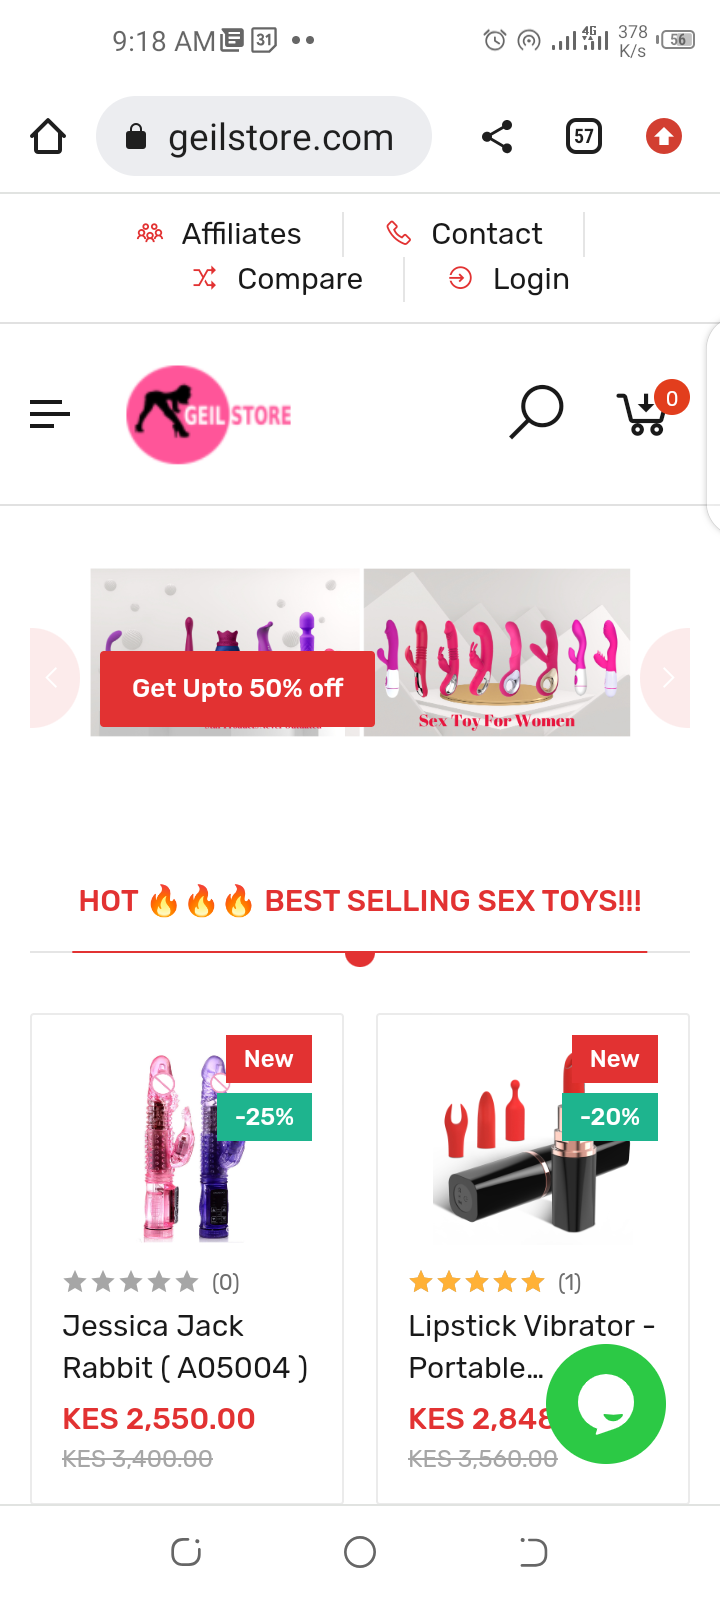 9:18 AM
31
4G
378
K/s
56
geilstore.com
57
Affiliates
Contact
Compare
Login
GEIL STORE
0
Get Upto 50% off
Sex Toy For Women
HOT 🔥🔥🔥 BEST SELLING SEX TOYS!!!
New
-25%
New
-20%
(0)
(1)
Jessica Jack
Rabbit ( A05004 )
Lipstick Vibrator -
Portable...
KES 2,550.00
KES 2,848
KES 3,400.00
KES 3,560.00